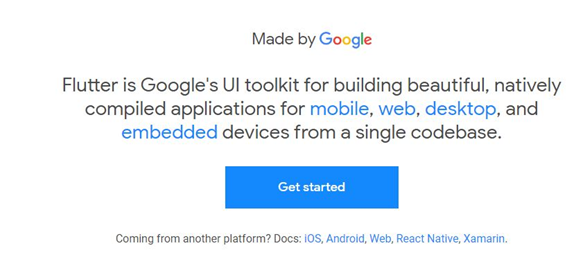 Made by Google
Flutter is Google's UI toolkit for building beautiful, natively
compiled applications for mobile, web, desktop, and
embedded devices from a single codebase.
Get started
Coming from another platform? Docs: iOS, Android, Web, React Native, Xamarin.